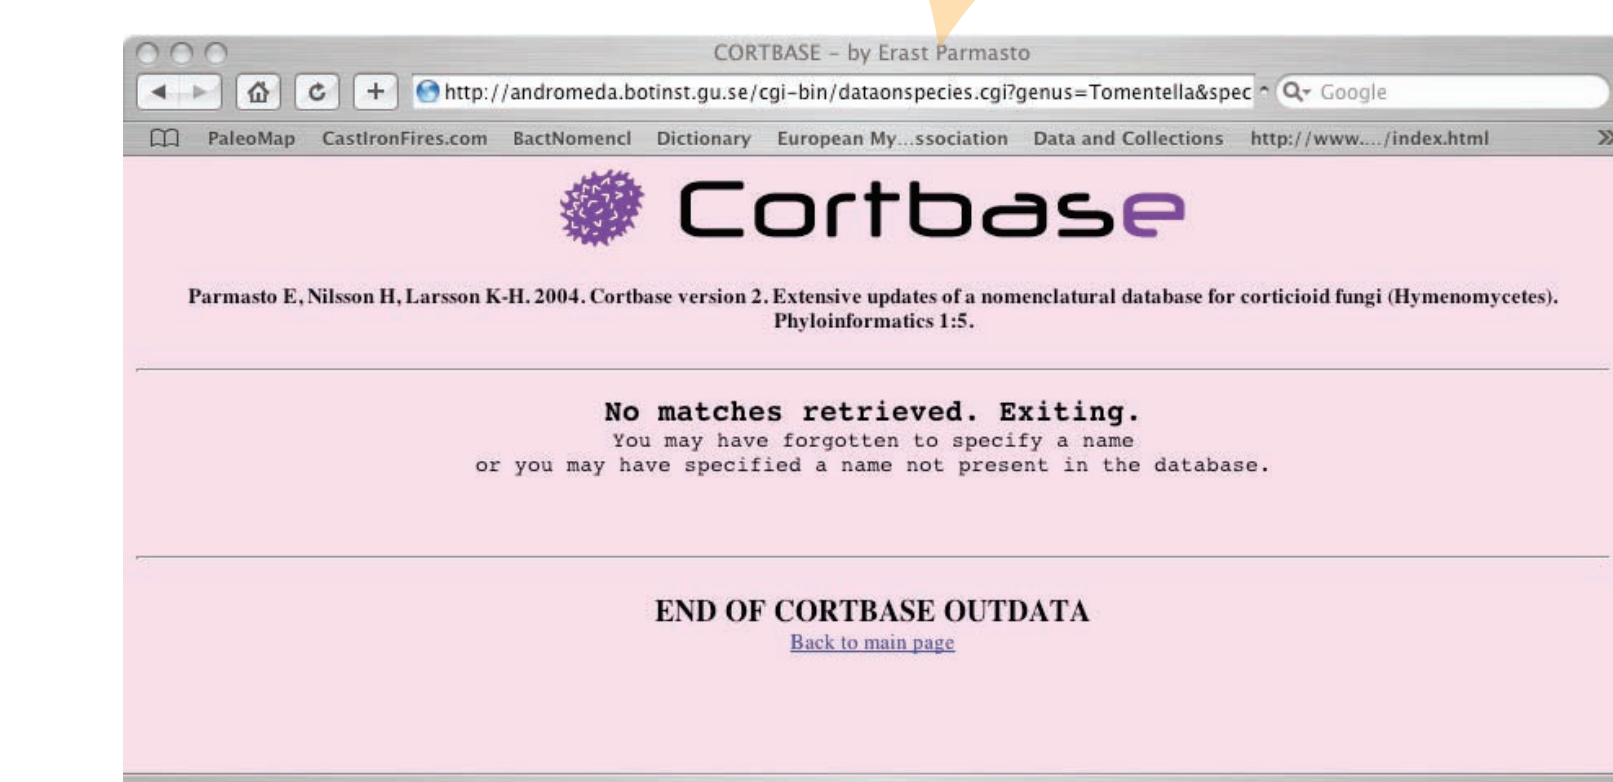 CORTBASE – by Erast Parmasto
http://andromeda.botinst.gu.se/cgi-bin/dataonspecies.cgi?genus=Tomentella&spec Google
PaleoMap CastIronFires.com BactNomencl Dictionary European My...ssociation Data and Collections http://www..../index.html »
Cortbase
Parmasto E, Nilsson H, Larsson K-H. 2004. Cortbase version 2. Extensive updates of a nomenclatural database for corticioid fungi (Hymenomycetes).
Phyloinformatics 1:5.
No matches retrieved. Exiting.
You may have forgotten to specify a name
or you may have specified a name not present in the database.
END OF CORTBASE OUTDATA
Back to main page